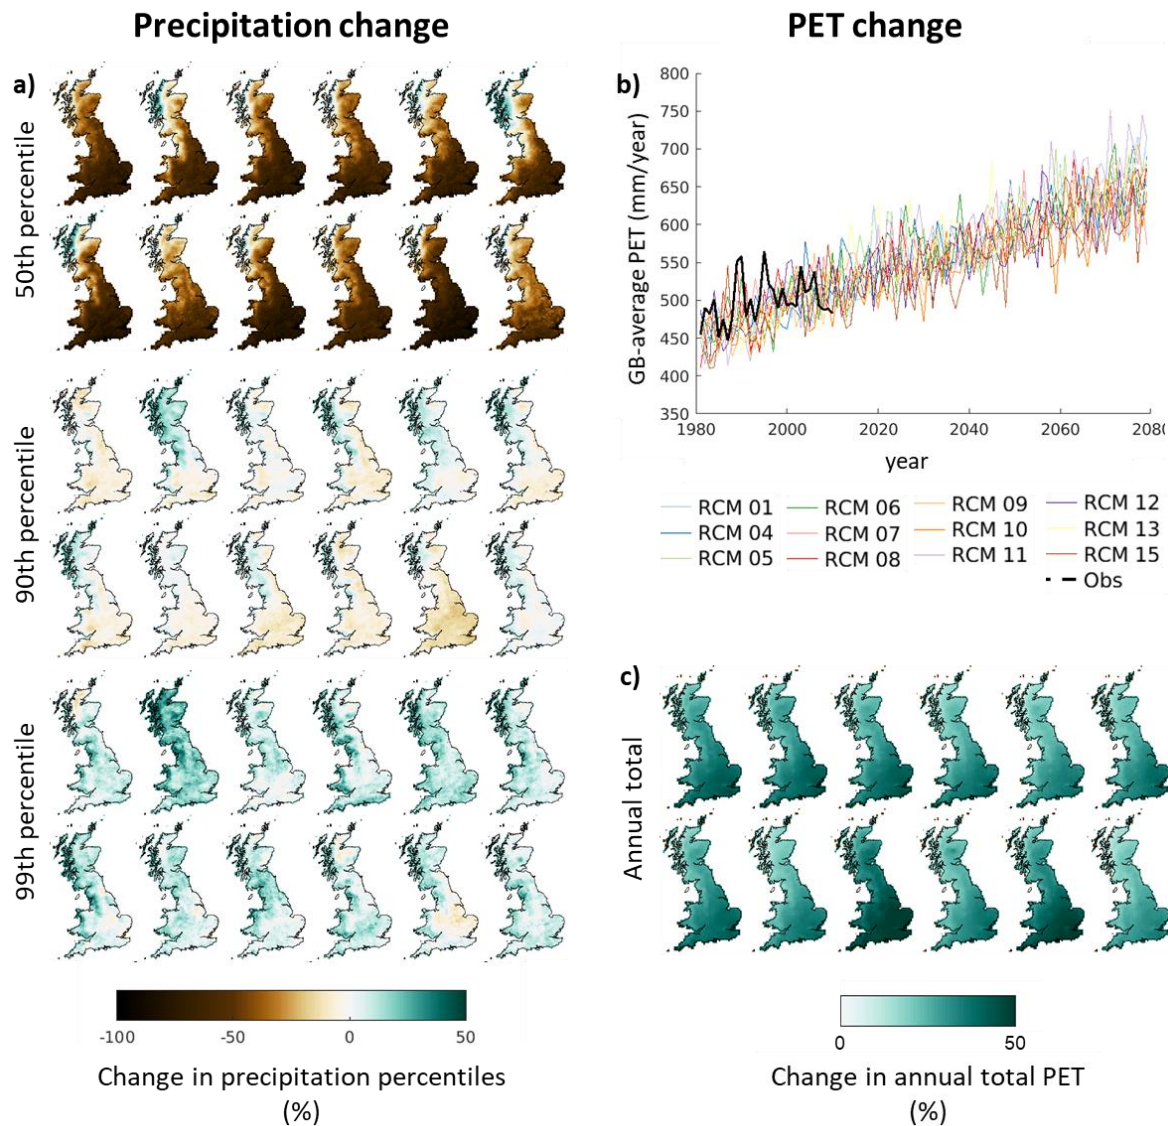 Precipitation change
a)
50th percentile
90th percentile
99th percentile
-100
-50
0
50
Change in precipitation percentiles
(%)
PET change
b)
GB-average PET (mm/year)
800
750
700
650
600
550
500
450
400
350
1980
2000
2020
2040
2060
2080
year
RCM 01
RCM 04
RCM 05
RCM 06
RCM 07
RCM 08
RCM 09
RCM 10
RCM 11
RCM 12
RCM 13
RCM 15
Obs
c)
Annual total
0
50
Change in annual total PET
(%)